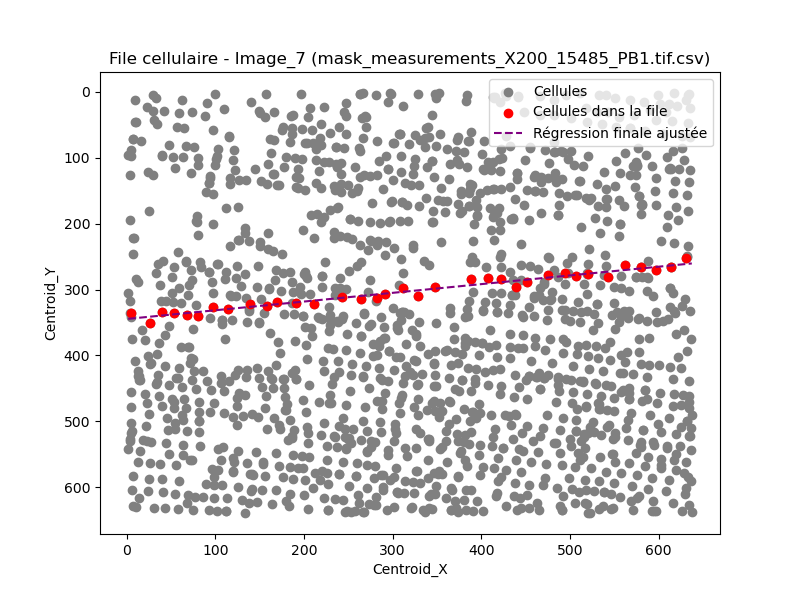 File cellulaire - Image_7 (mask_measurements_X200_15485_PB1.tif.csv)
Cellules
Cellules dans la file
Régression finale ajustée
Centroid_Y
0
100
200
300
400
500
600
0 100 200 300 400 500 600
Centroid_X